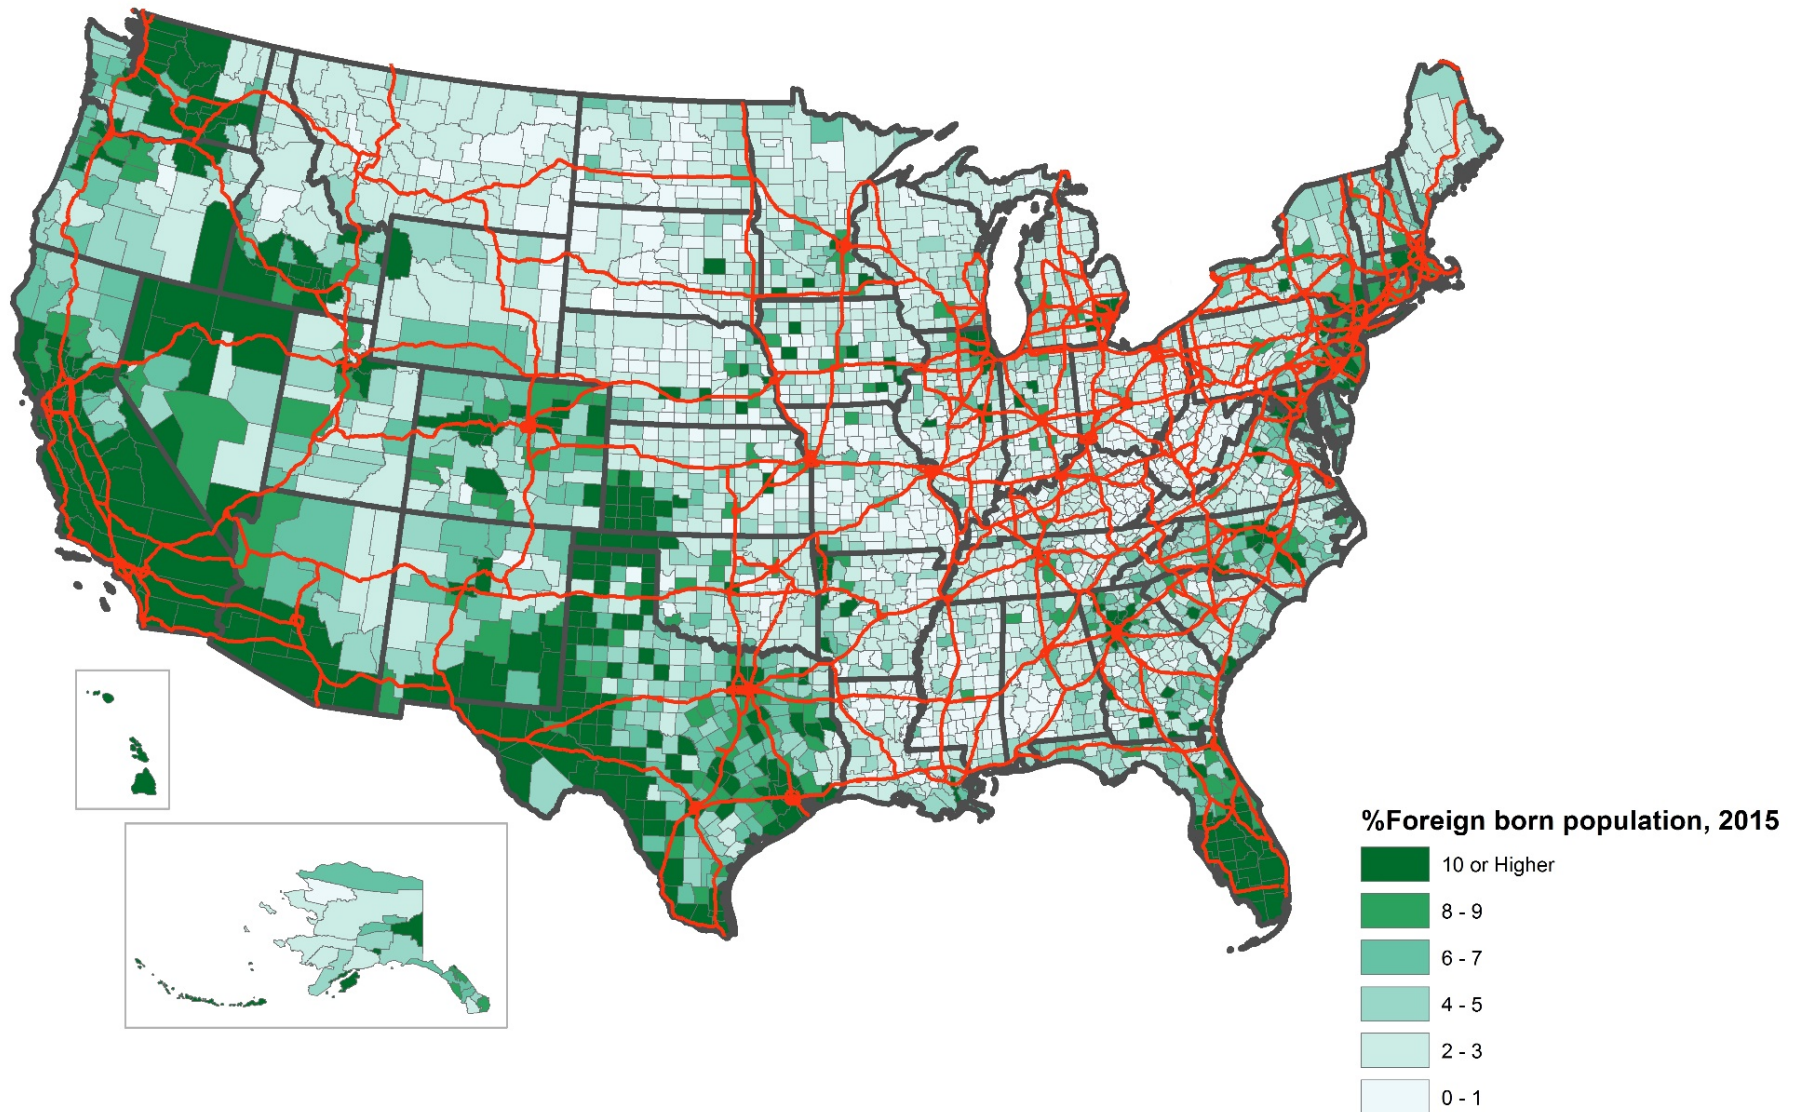 %Foreign born population, 2015
10 or Higher
8 - 9
6 - 7
4 - 5
2 - 3
0 - 1